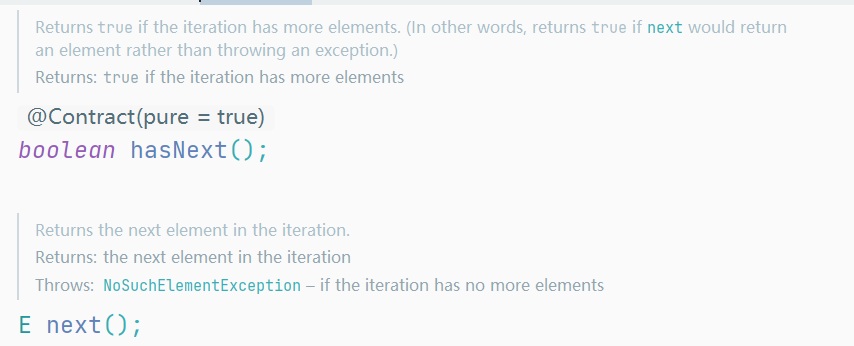 Returns true if the iteration has more elements. (In other words, returns true if next would return
an element rather than throwing an exception.)
Returns: true if the iteration has more elements
@Contract(pure = true)
boolean hasNext();
Returns the next element in the iteration.
Returns: the next element in the iteration
Throws: NoSuchElementException – if the iteration has no more elements
E next();